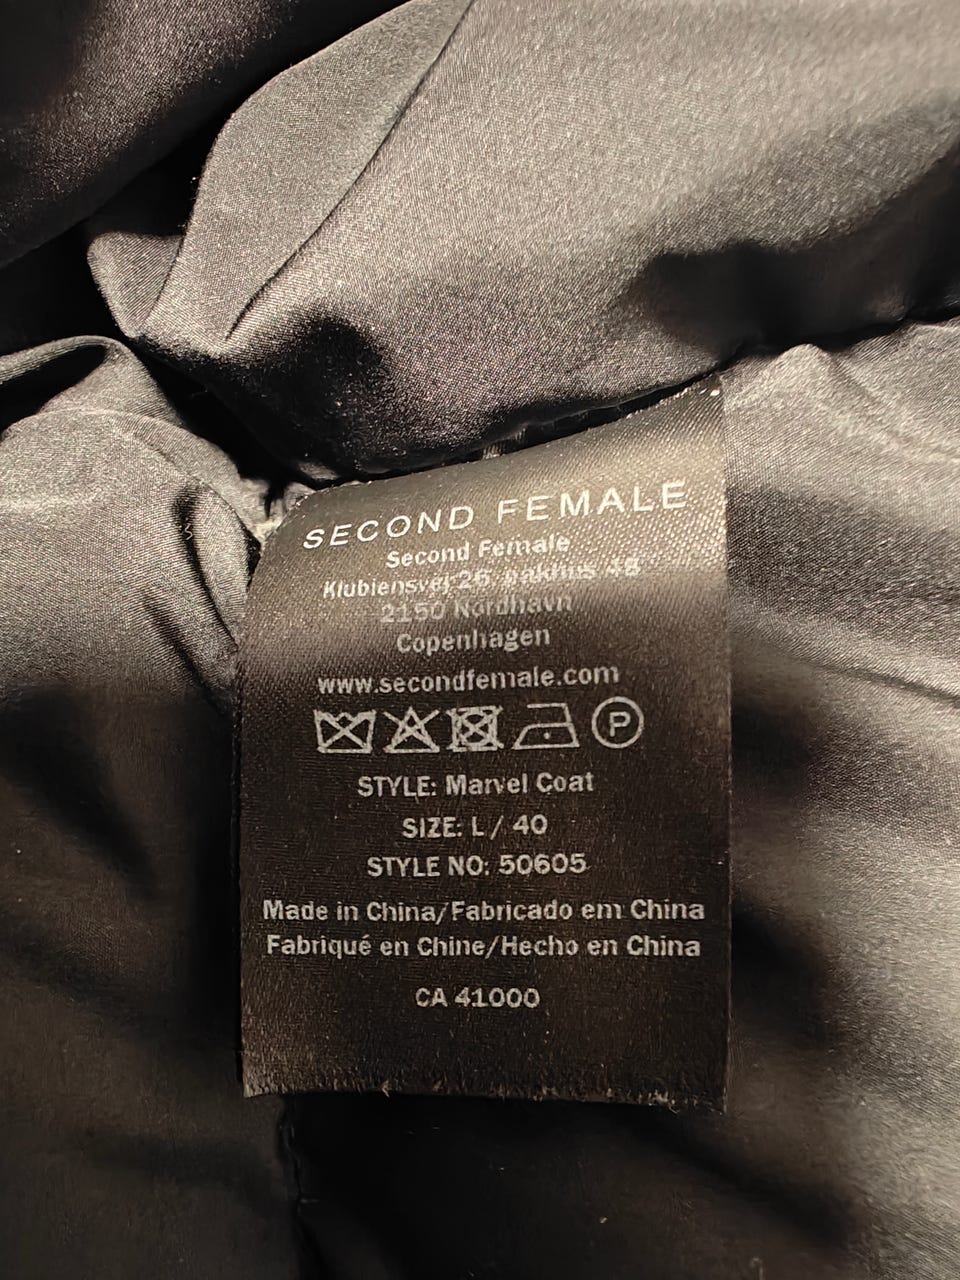 SECOND FEMALE
Second Female
Klubiensvej 26, pakhus 48
2150 Nordhavn
Copenhagen
www.secondfemale.com
P
STYLE: Marvel Coat
SIZE: L / 40
STYLE NO: 50605
Made in China/Fabricado em China
Fabriqué en Chine/Hecho en China
CA 41000